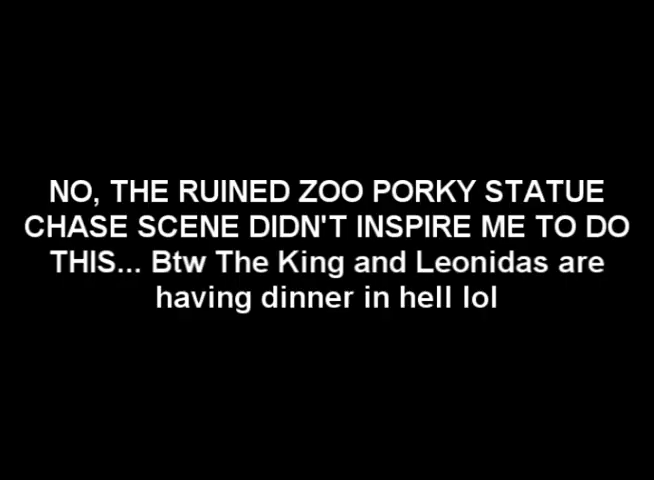 NO, THE RUINED ZOO PORKY STATUE
CHASE SCENE DIDN'T INSPIRE ME TO DO
THIS... Btw The King and Leonidas are
having dinner in hell lol